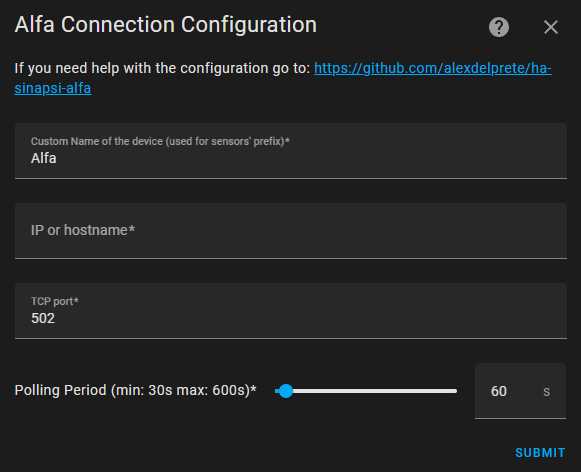 Alfa Connection Configuration
If you need help with the configuration go to: https://github.com/alexdelprete/ha-
sinapsi-alfa
Custom Name of the device (used for sensors' prefix)*
Alfa
IP or hostname*
TCP port*
502
Polling Period (min: 30s max: 600s)* 60 s
SUBMIT